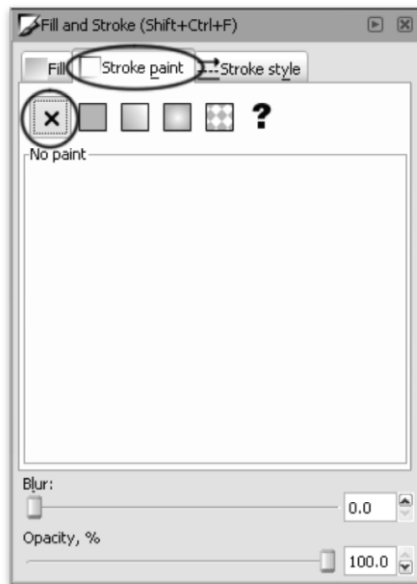 Fill and Stroke (Shift+Ctrl+F)
Fill Stroke paint Stroke style
?
No paint
Blur:
0.0
Opacity, %
100.0